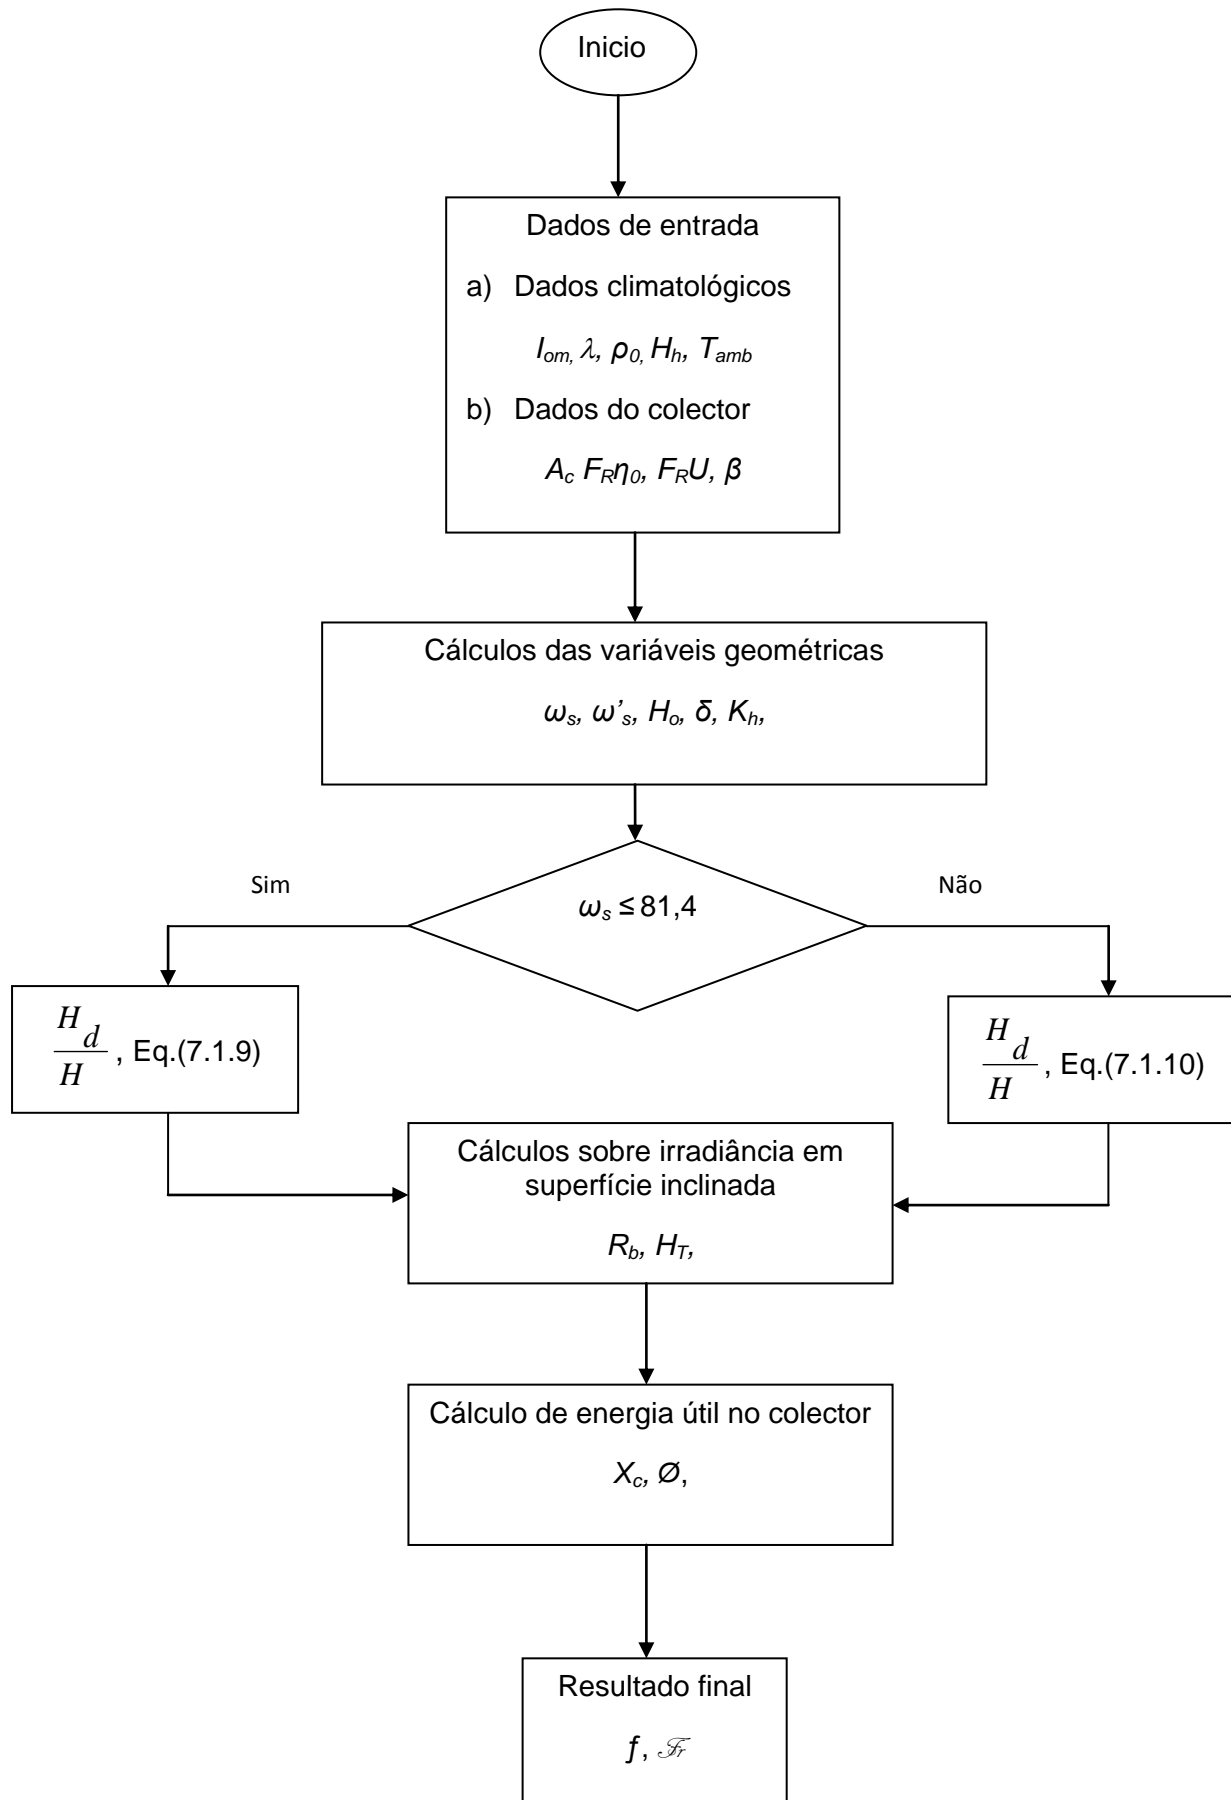 Inicio
Dados de entrada
a) Dados climatológicos
I_om, λ, ρ_0, H_h, T_amb
b) Dados do colector
A_c F_Rη_0, F_RU, β
Cálculos das variáveis geométricas
ω_s, ω'_s, H_o, δ, K_h,
Sim
Não
ω_s ≤ 81,4
H_d/H , Eq.(7.1.9)
H_d/H , Eq.(7.1.10)
Cálculos sobre irradiância em
superfície inclinada
R_b, H_T,
Cálculo de energia útil no colector
X_c, Ø,
Resultado final
f, ℱr